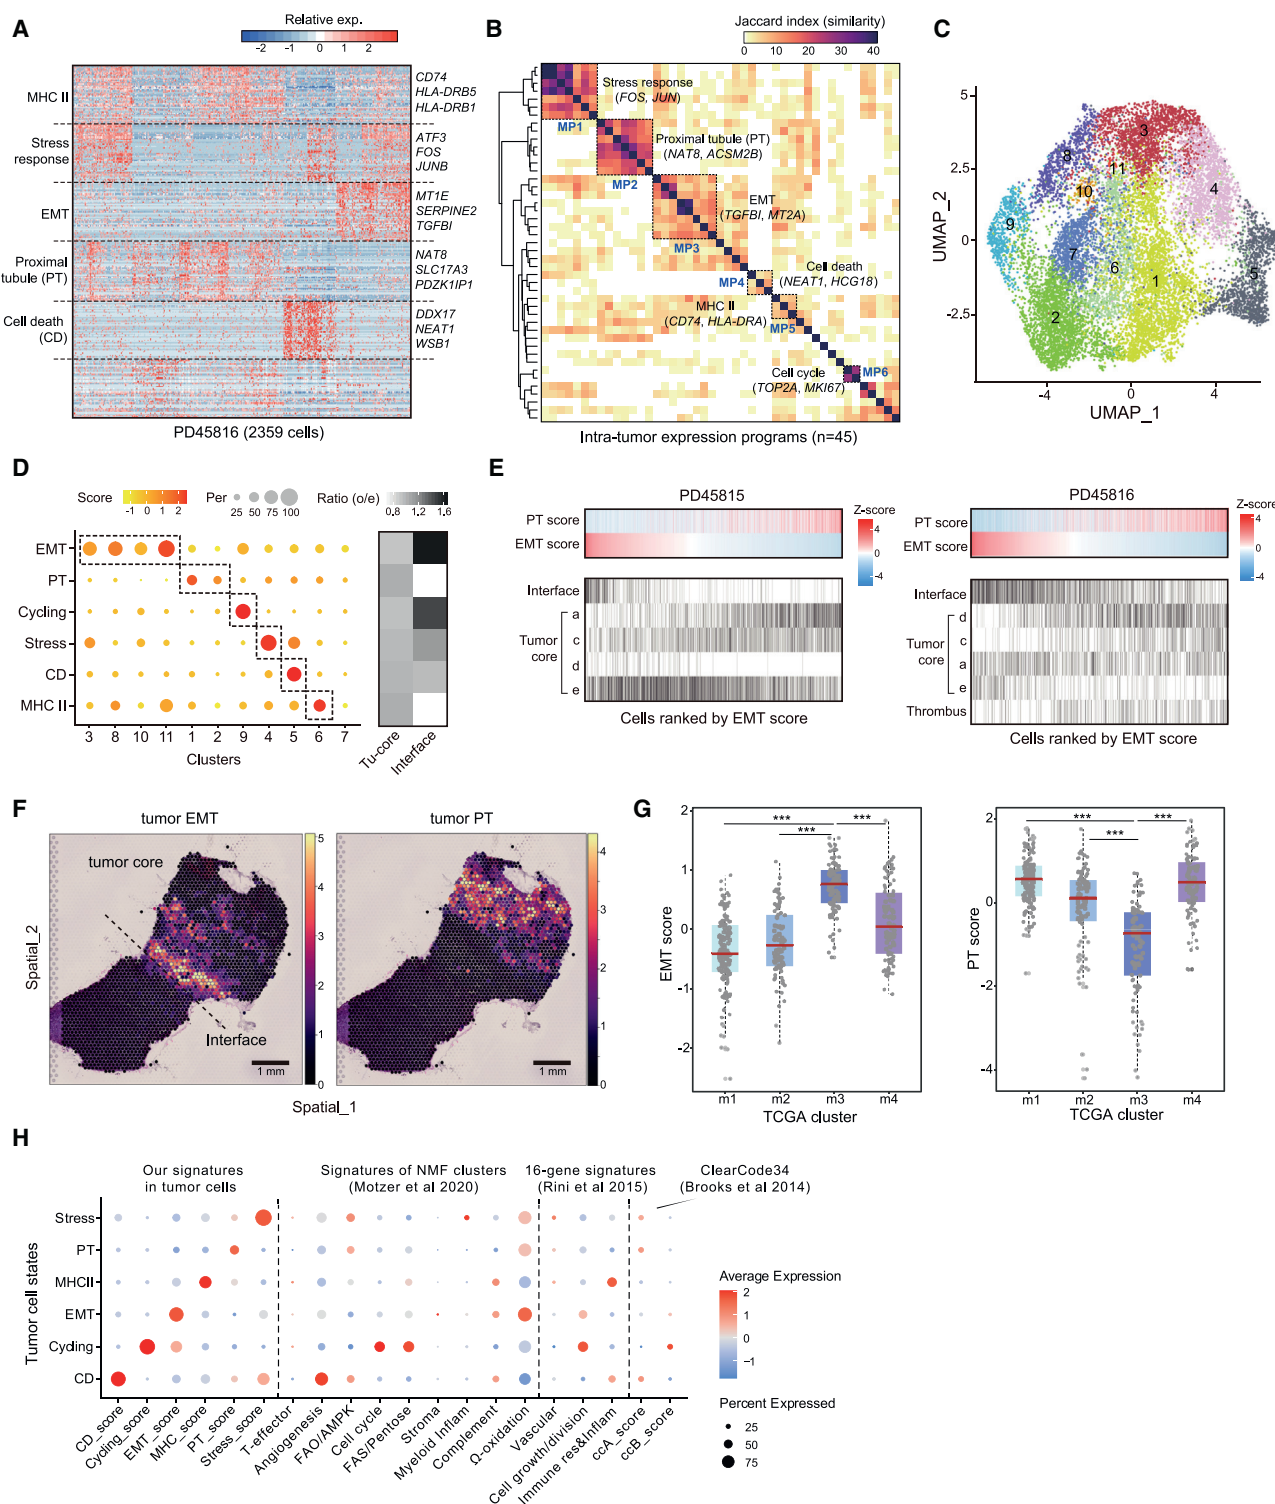 A
Relative exp.
-2 -1 0 1 2
MHC II
Stress
response
EMT
Proximal
tubule (PT)
Cell death
(CD)
CD74
HLA-DRB5
HLA-DRB1
ATF3
FOS
JUNB
MT1E
SERPINE2
TGFBI
NAT8
SLC17A3
PDZK1IP1
DDX17
NEAT1
WSB1
PD45816 (2359 cells)
B
Jaccard index (similarity)
0 10 20 30 40
Stress response
(FOS, JUN)
MP1
Proximal tubule (PT)
(NAT8, ACSM2B)
MP2
EMT
(TGFBI, MT2A)
MP3
Cell death
MP4
(NEAT1, HCG18)
MHC II
(CD74, HLA-DRA)
MP5
Cell cycle
MP6
(TOP2A, MKI67)
Intra-tumor expression programs (n=45)
C
UMAP_2
5
2.5
0
-2.5
3
8
11
10
4
9
7
6
1
5
2
-4 0 4
UMAP_1
D
Score
-1 0 1 2
Per
25 50 75 100
Ratio (o/e)
0.8 1.2 1.6
EMT
PT
Cycling
Stress
CD
MHC II
3 8 10 11 1 2 9 4 5 6 7
Clusters
Tu-core
Interface
E
PD45815
PT score
EMT score
Z-score
4
0
-4
Interface
Tumor
core
a
c
d
e
Cells ranked by EMT score
PD45816
PT score
EMT score
Z-score
4
0
-4
Interface
Tumor
core
d
c
a
e
Thrombus
Cells ranked by EMT score
F
tumor EMT
tumor PT
tumor core
Interface
1 mm
5
4
3
2
1
0
1 mm
4
3
2
1
0
Spatial_2
Spatial_1
G
EMT score
2
1
0
-1
-2
***
***
***
m1 m2 m3 m4
TCGA cluster
PT score
2
0
-2
-4
***
***
***
m1 m2 m3 m4
TCGA cluster
H
Our signatures
in tumor cells
Signatures of NMF clusters
(Motzer et al 2020)
16-gene signatures
(Rini et al 2015)
ClearCode34
(Brooks et al 2014)
Tumor cell states
Stress
PT
MHCII
EMT
Cycling
CD
CD_score
Cycling_score
EMT_score
MHC_score
PT_score
Stress_score
T-effector
Angiogenesis
FAO/AMPK
Cell cycle
FAS/Pentose
Stroma
Myeloid Inflam
Complement
Ω-oxidation
Vascular
Cell growth/division
Immune res&Inflam
ccA_score
ccB_score
Average Expression
2
1
0
-1
Percent Expressed
25
50
75